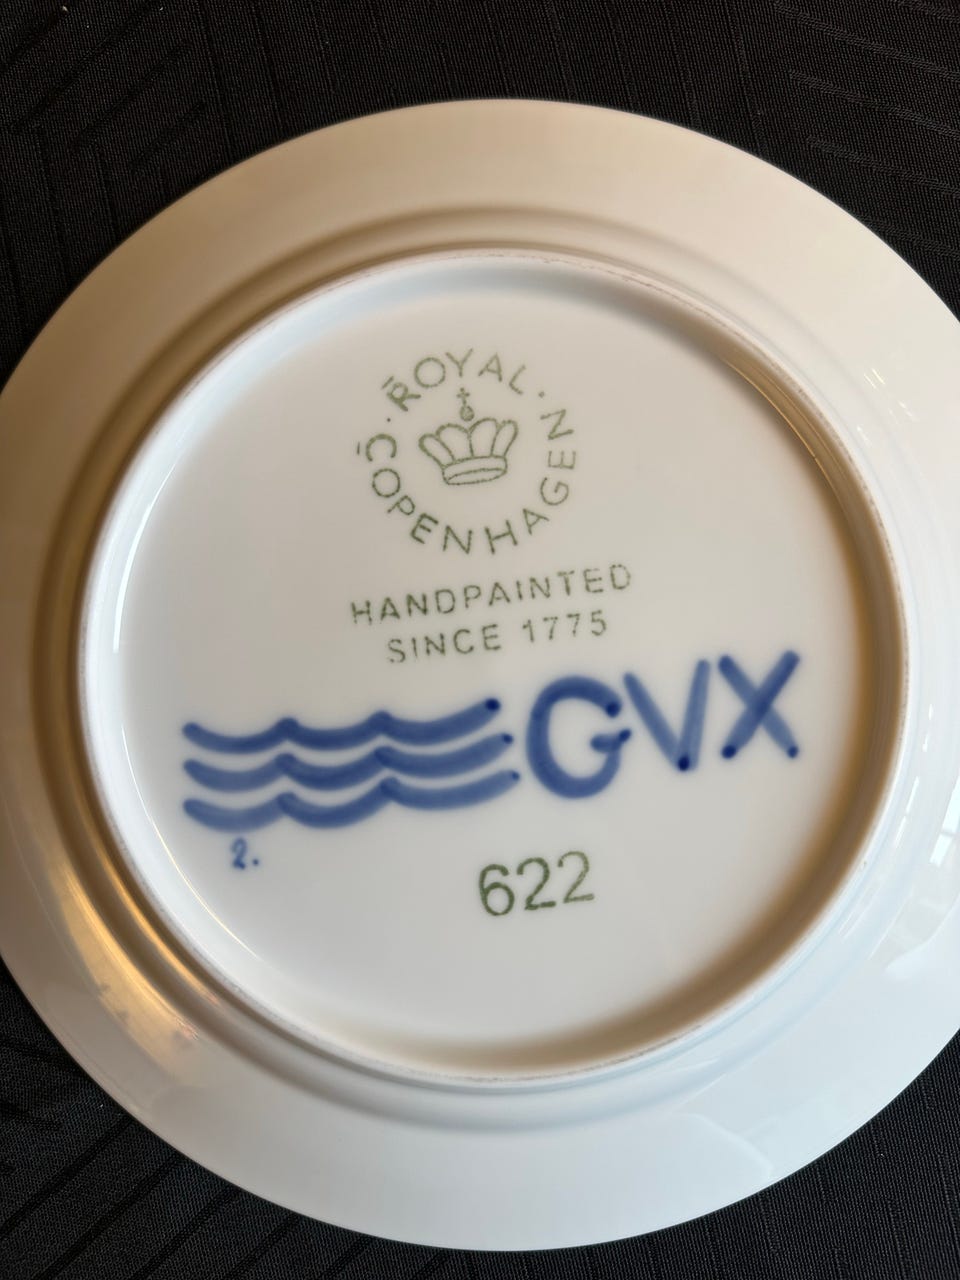 ROYAL · COPENHAGEN ·
HANDPAINTED
SINCE 1775
GVX
2.
622